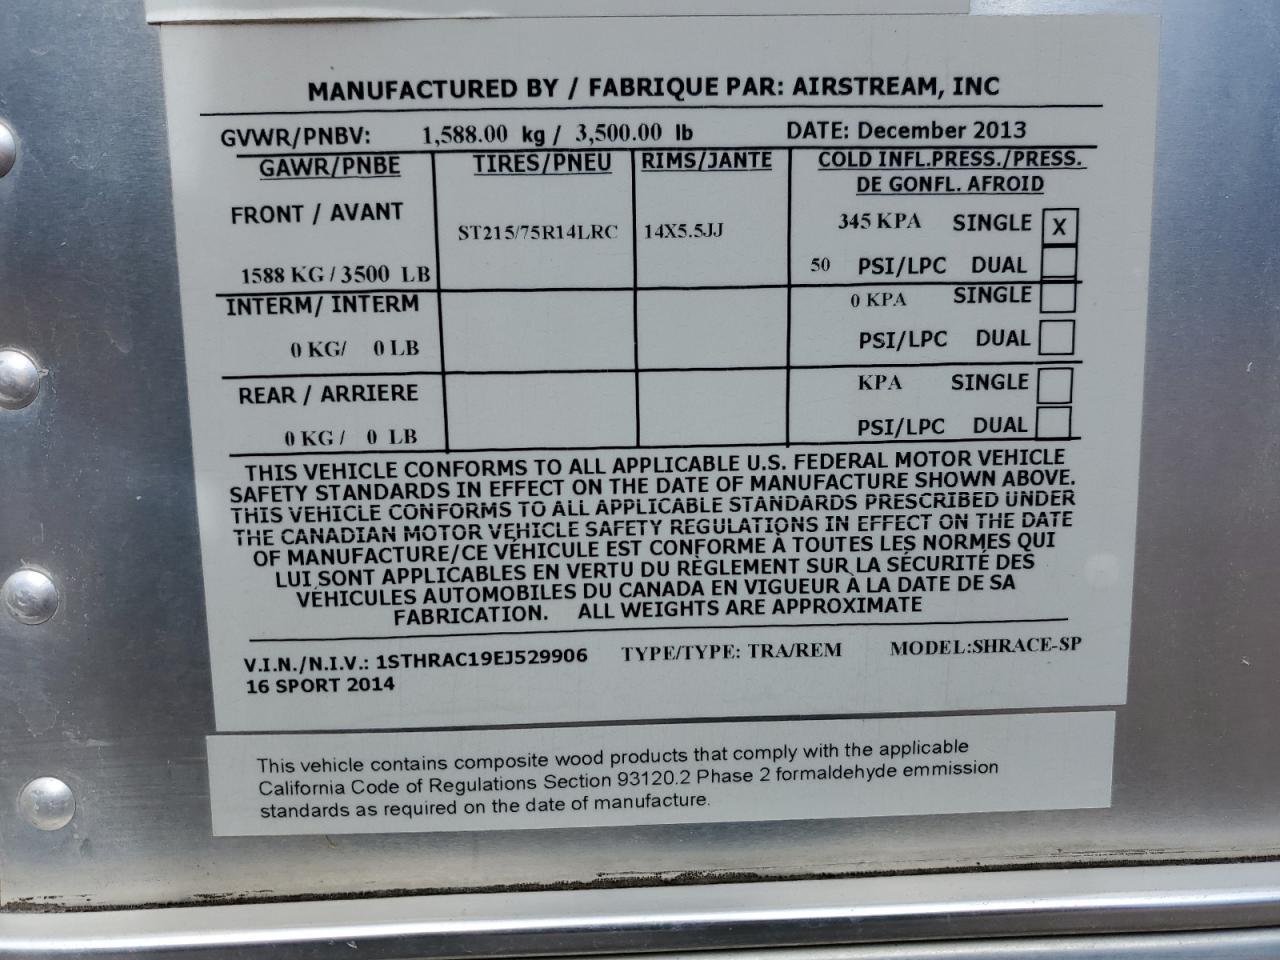 MANUFACTURED BY / FABRIQUE PAR: AIRSTREAM, INC
GVWR/PNBV: 1,588.00 kg / 3,500.00 lb DATE: December 2013
GAWR/PNBE TIRES/PNEU RIMS/JANTE COLD INFL.PRESS./PRESS.
DE GONFL. AFROID
FRONT / AVANT ST215/75R14LRC 14X5.5JJ 345 KPA SINGLE X
1588 KG / 3500 LB 50 PSI/LPC DUAL
INTERM/ INTERM 0 KPA SINGLE
0 KG/ 0 LB PSI/LPC DUAL
REAR / ARRIERE KPA SINGLE
0 KG / 0 LB PSI/LPC DUAL
THIS VEHICLE CONFORMS TO ALL APPLICABLE U.S. FEDERAL MOTOR VEHICLE
SAFETY STANDARDS IN EFFECT ON THE DATE OF MANUFACTURE SHOWN ABOVE.
THIS VEHICLE CONFORMS TO ALL APPLICABLE STANDARDS PRESCRIBED UNDER
THE CANADIAN MOTOR VEHICLE SAFETY REGULATIONS IN EFFECT ON THE DATE
OF MANUFACTURE/CE VÉHICULE EST CONFORME À TOUTES LES NORMES QUI
LUI SONT APPLICABLES EN VERTU DU RÈGLEMENT SUR LA SÉCURITÉ DES
VÉHICULES AUTOMOBILES DU CANADA EN VIGUEUR À LA DATE DE SA
FABRICATION. ALL WEIGHTS ARE APPROXIMATE
V.I.N./N.I.V.: 1STHRAC19EJ529906 TYPE/TYPE: TRA/REM MODEL:SHRACE-SP
16 SPORT 2014
This vehicle contains composite wood products that comply with the applicable
California Code of Regulations Section 93120.2 Phase 2 formaldehyde emmission
standards as required on the date of manufacture.